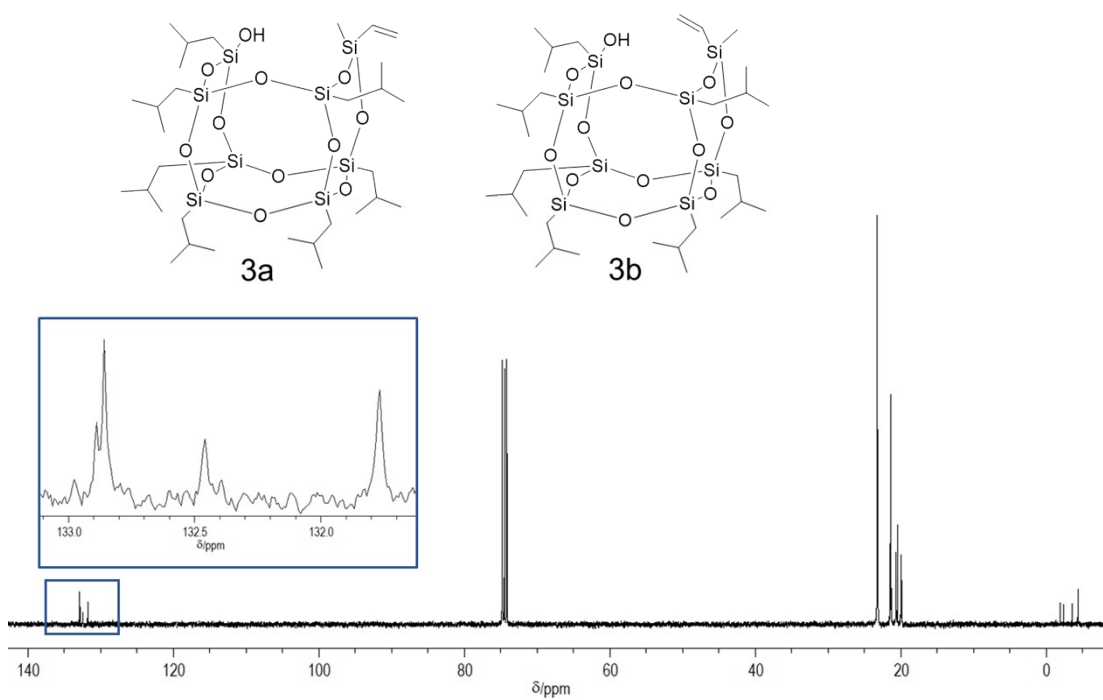 OH
Si Si
O O O
Si Si
O O
O O
Si Si
O O O
Si Si
O
3a
OH
Si Si
O O O
Si Si
O O
O O
Si Si
O O O
Si Si
O
3b
133.0 132.5 132.0
δ/ppm
140 120 100 80 60 40 20 0
δ/ppm